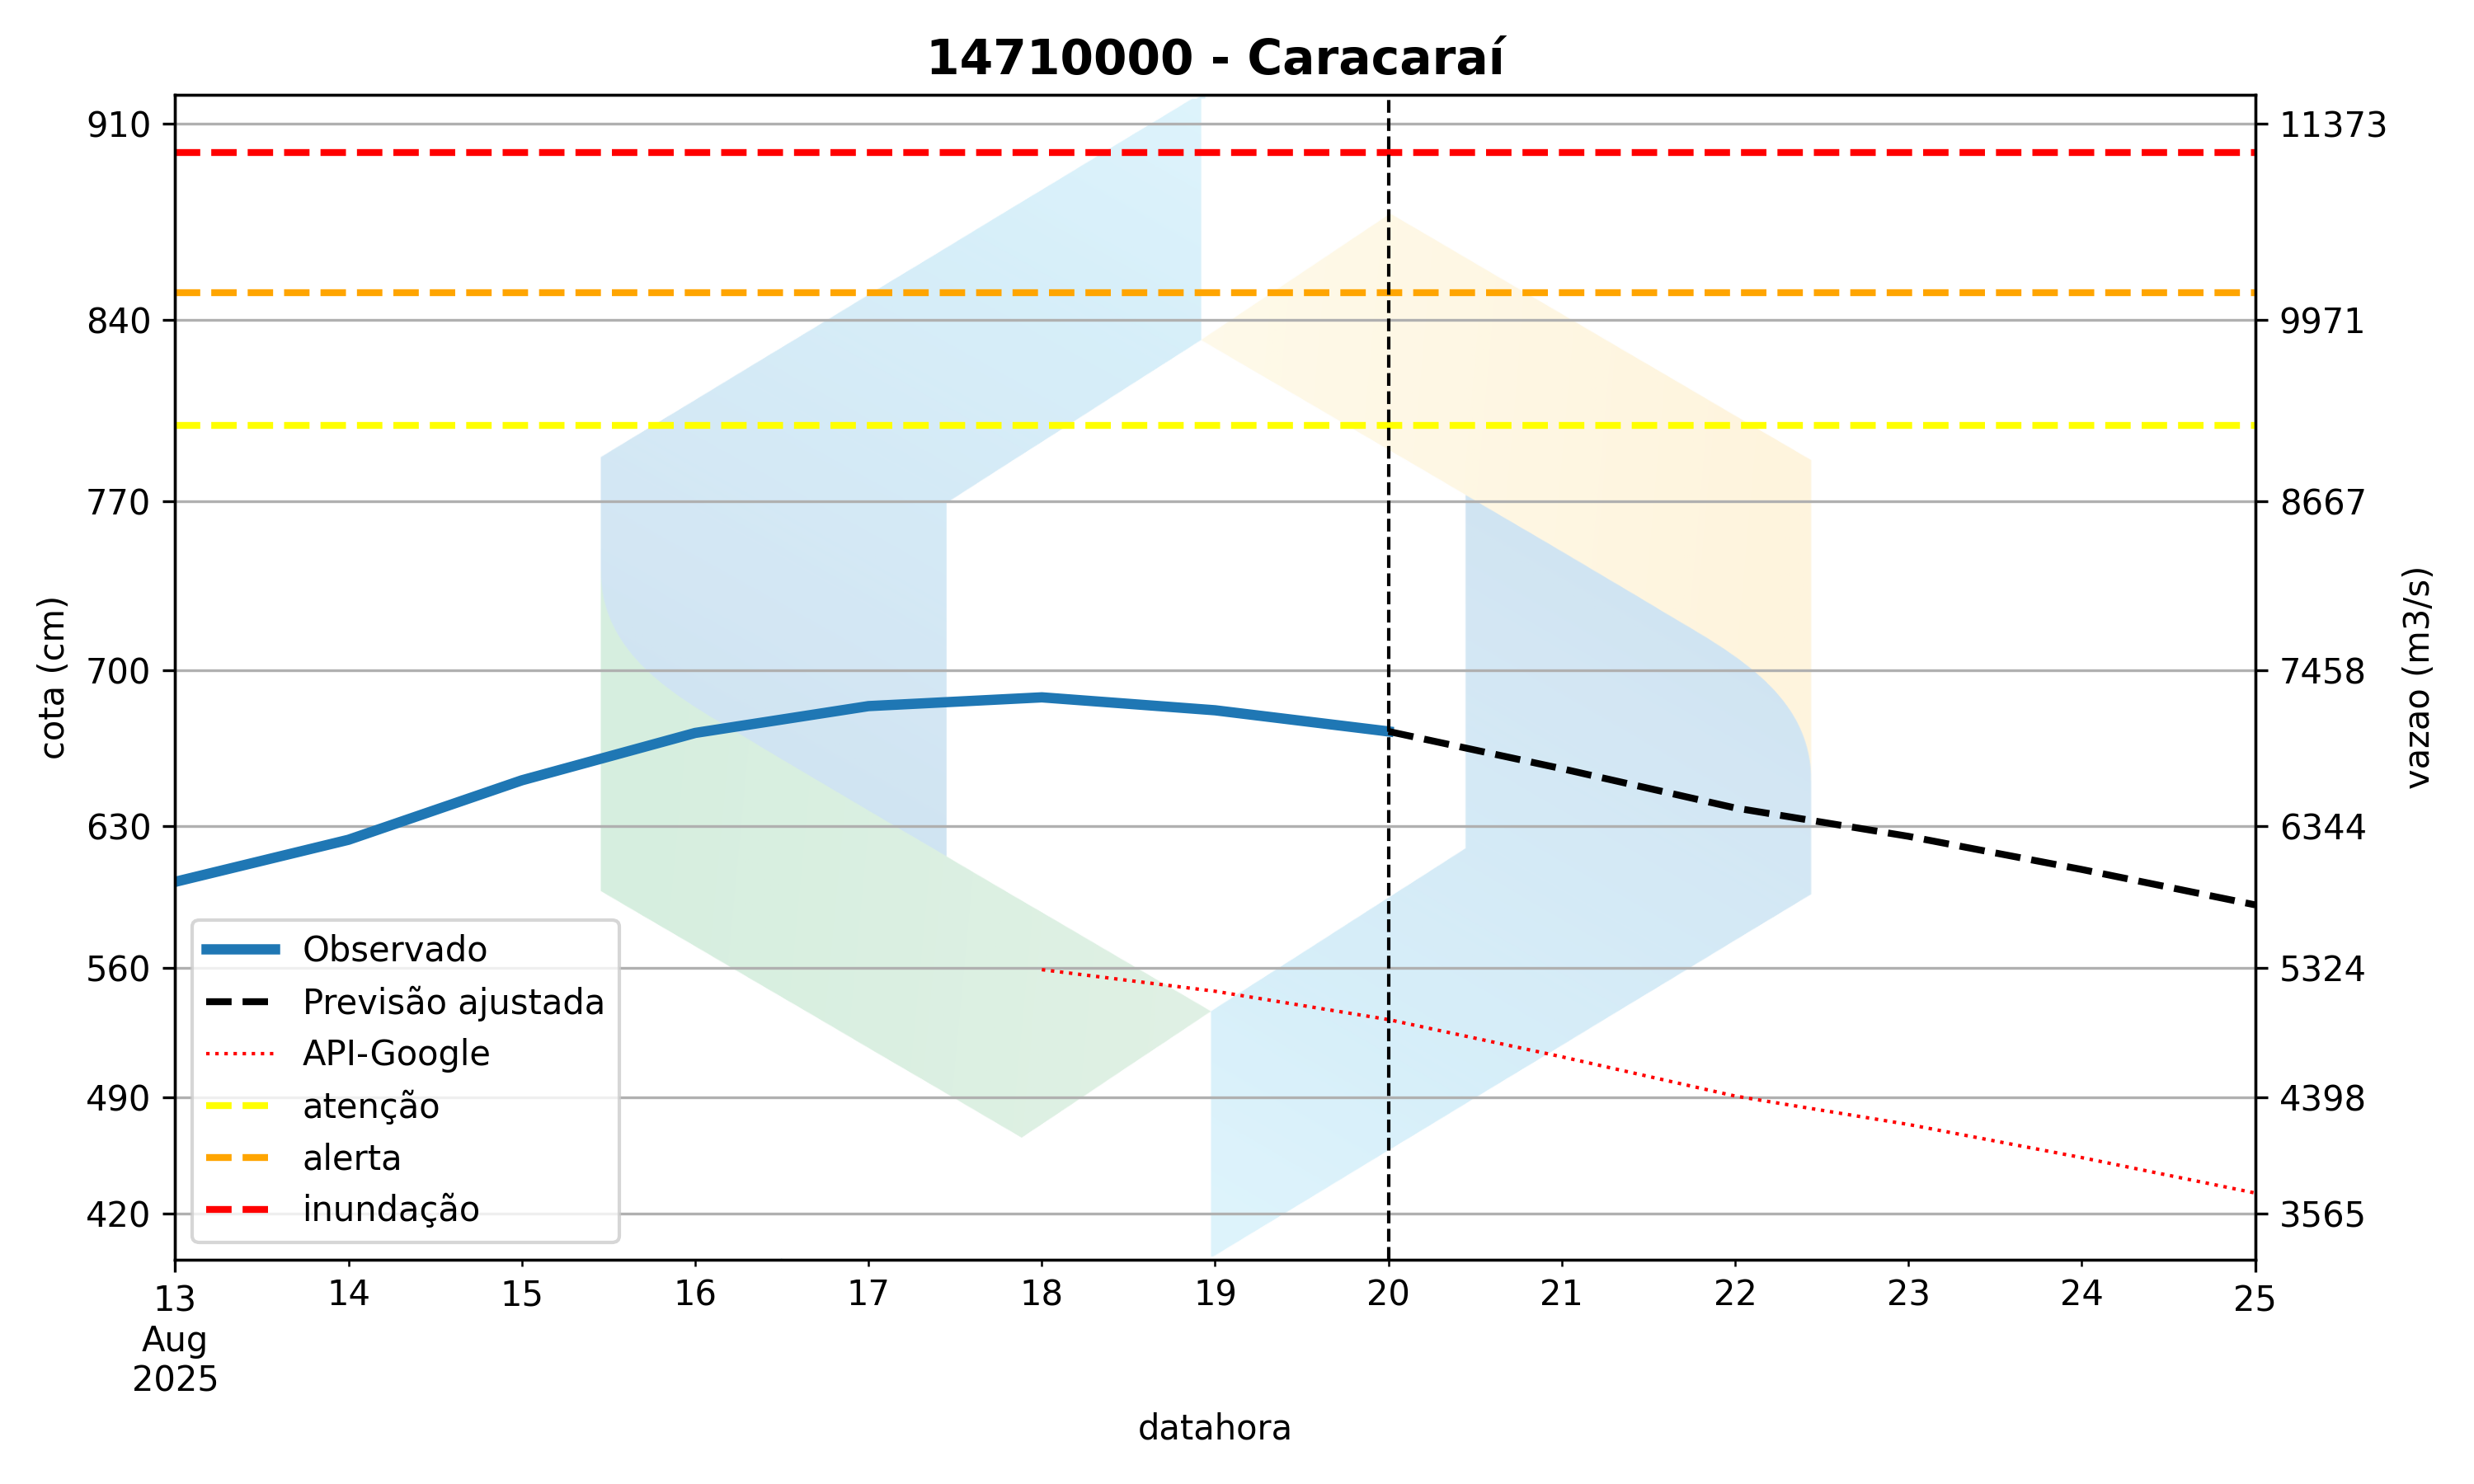 14710000 - Caracaraí
910
840
770
700
630
560
490
420
cota (cm)
11373
9971
8667
7458
6344
5324
4398
3565
vazao (m3/s)
Observado
Previsão ajustada
API-Google
atenção
alerta
inundação
13 14 15 16 17 18 19 20 21 22 23 24 25
Aug
2025
datahora